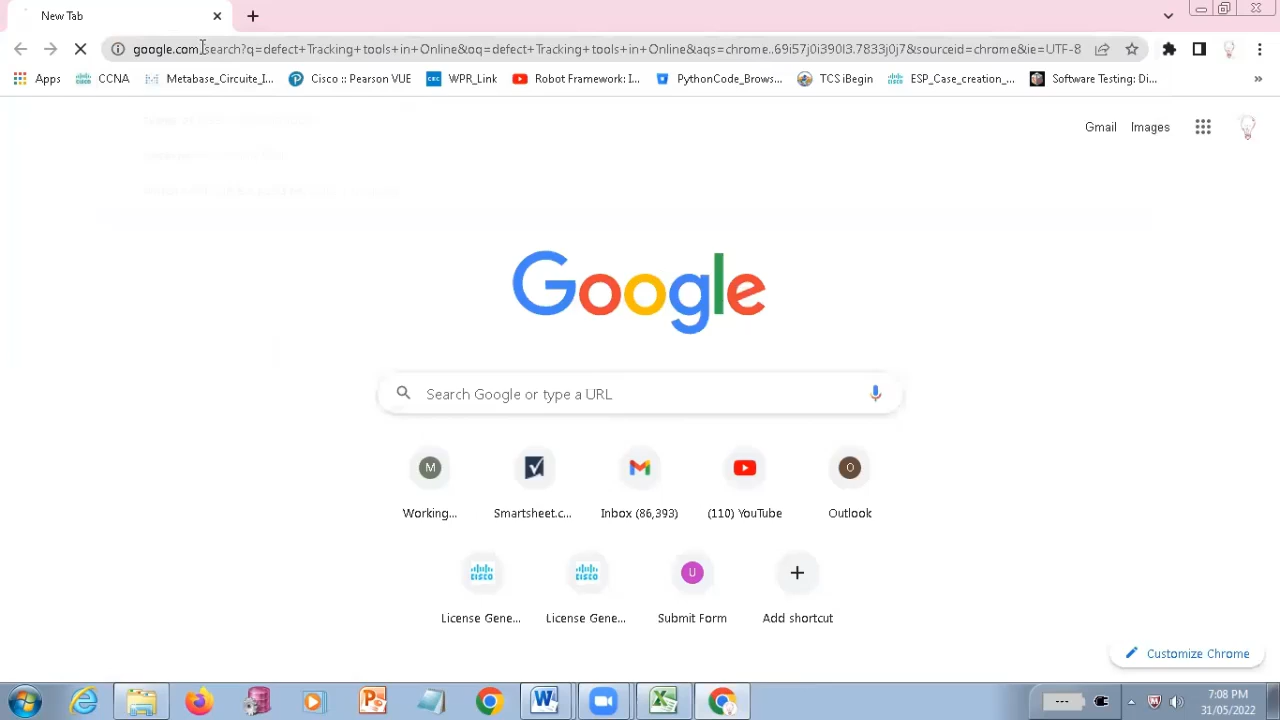 New Tab
google.com/search?q=defect+Tracking+tools+in+Online&oq=defect+Tracking+tools+in+Online&aqs=chrome..69i57j0i390l3.7833j0j7&sourceid=chrome&ie=UTF-8
Apps CCNA Metabase_Circuite_I... Cisco :: Pearson VUE WPR_Link Robot Framework: I... PythonCode_Brows... TCS iBegin ESP_Case_creation_... Software Testing: Di... »
Gmail Images
Google
Search Google or type a URL
M O
Working... Smartsheet.c... Inbox (86,393) (110) YouTube Outlook
CISCO CISCO U
License Gene... License Gene... Submit Form Add shortcut
Customize Chrome
7:08 PM
31/05/2022